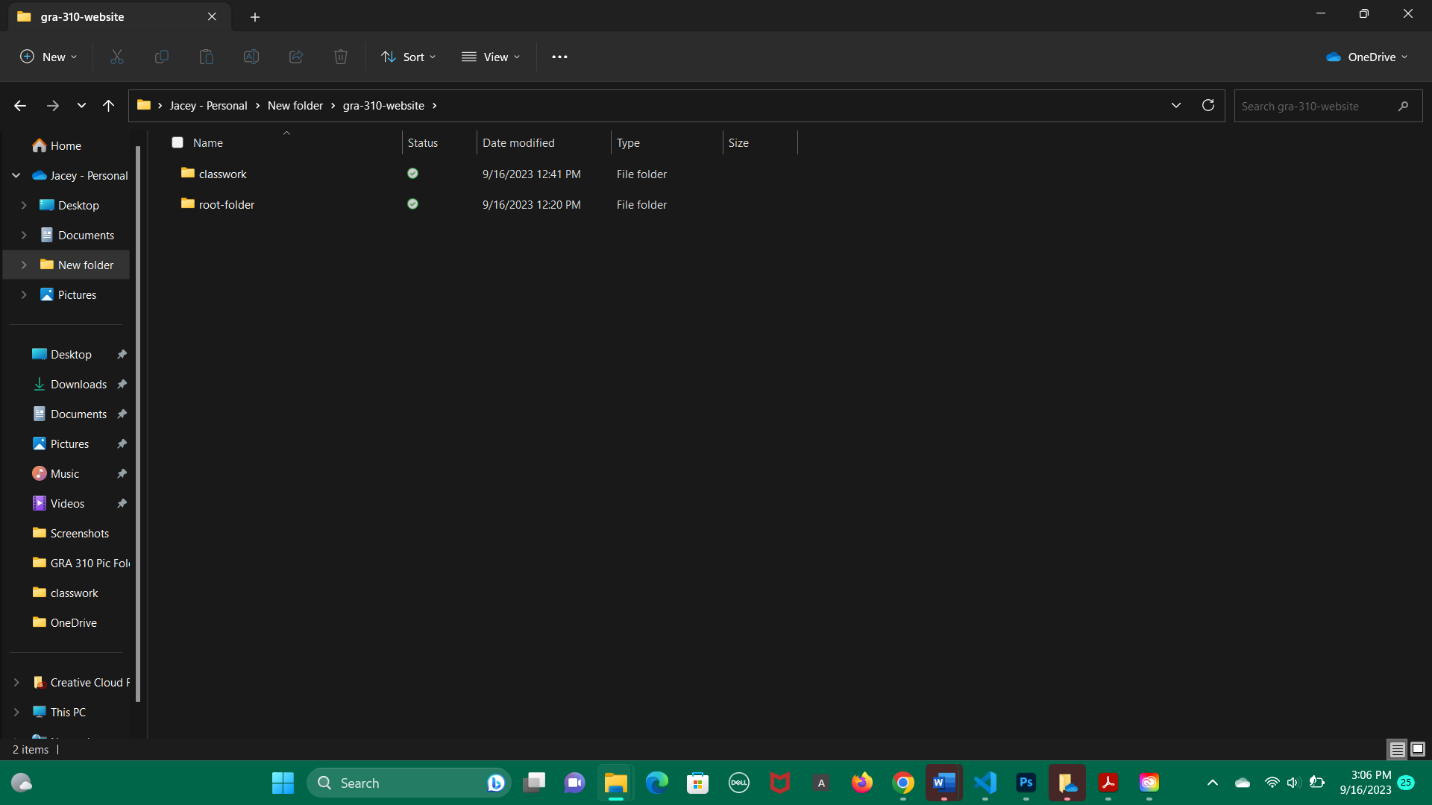 gra-310-website
New
Sort
View
OneDrive
Jacey - Personal
New folder
gra-310-website
Search gra-310-website
Name
Status
Date modified
Type
Size
classwork
9/16/2023 12:41 PM
File folder
root-folder
9/16/2023 12:20 PM
File folder
Home
Jacey - Personal
Desktop
Documents
New folder
Pictures
Desktop
Downloads
Documents
Pictures
Music
Videos
Screenshots
GRA 310 Pic
classwork
OneDrive
Creative Cloud
This PC
2 items
Search
DELL
A
W
Ps
3:06 PM
9/16/2023
25